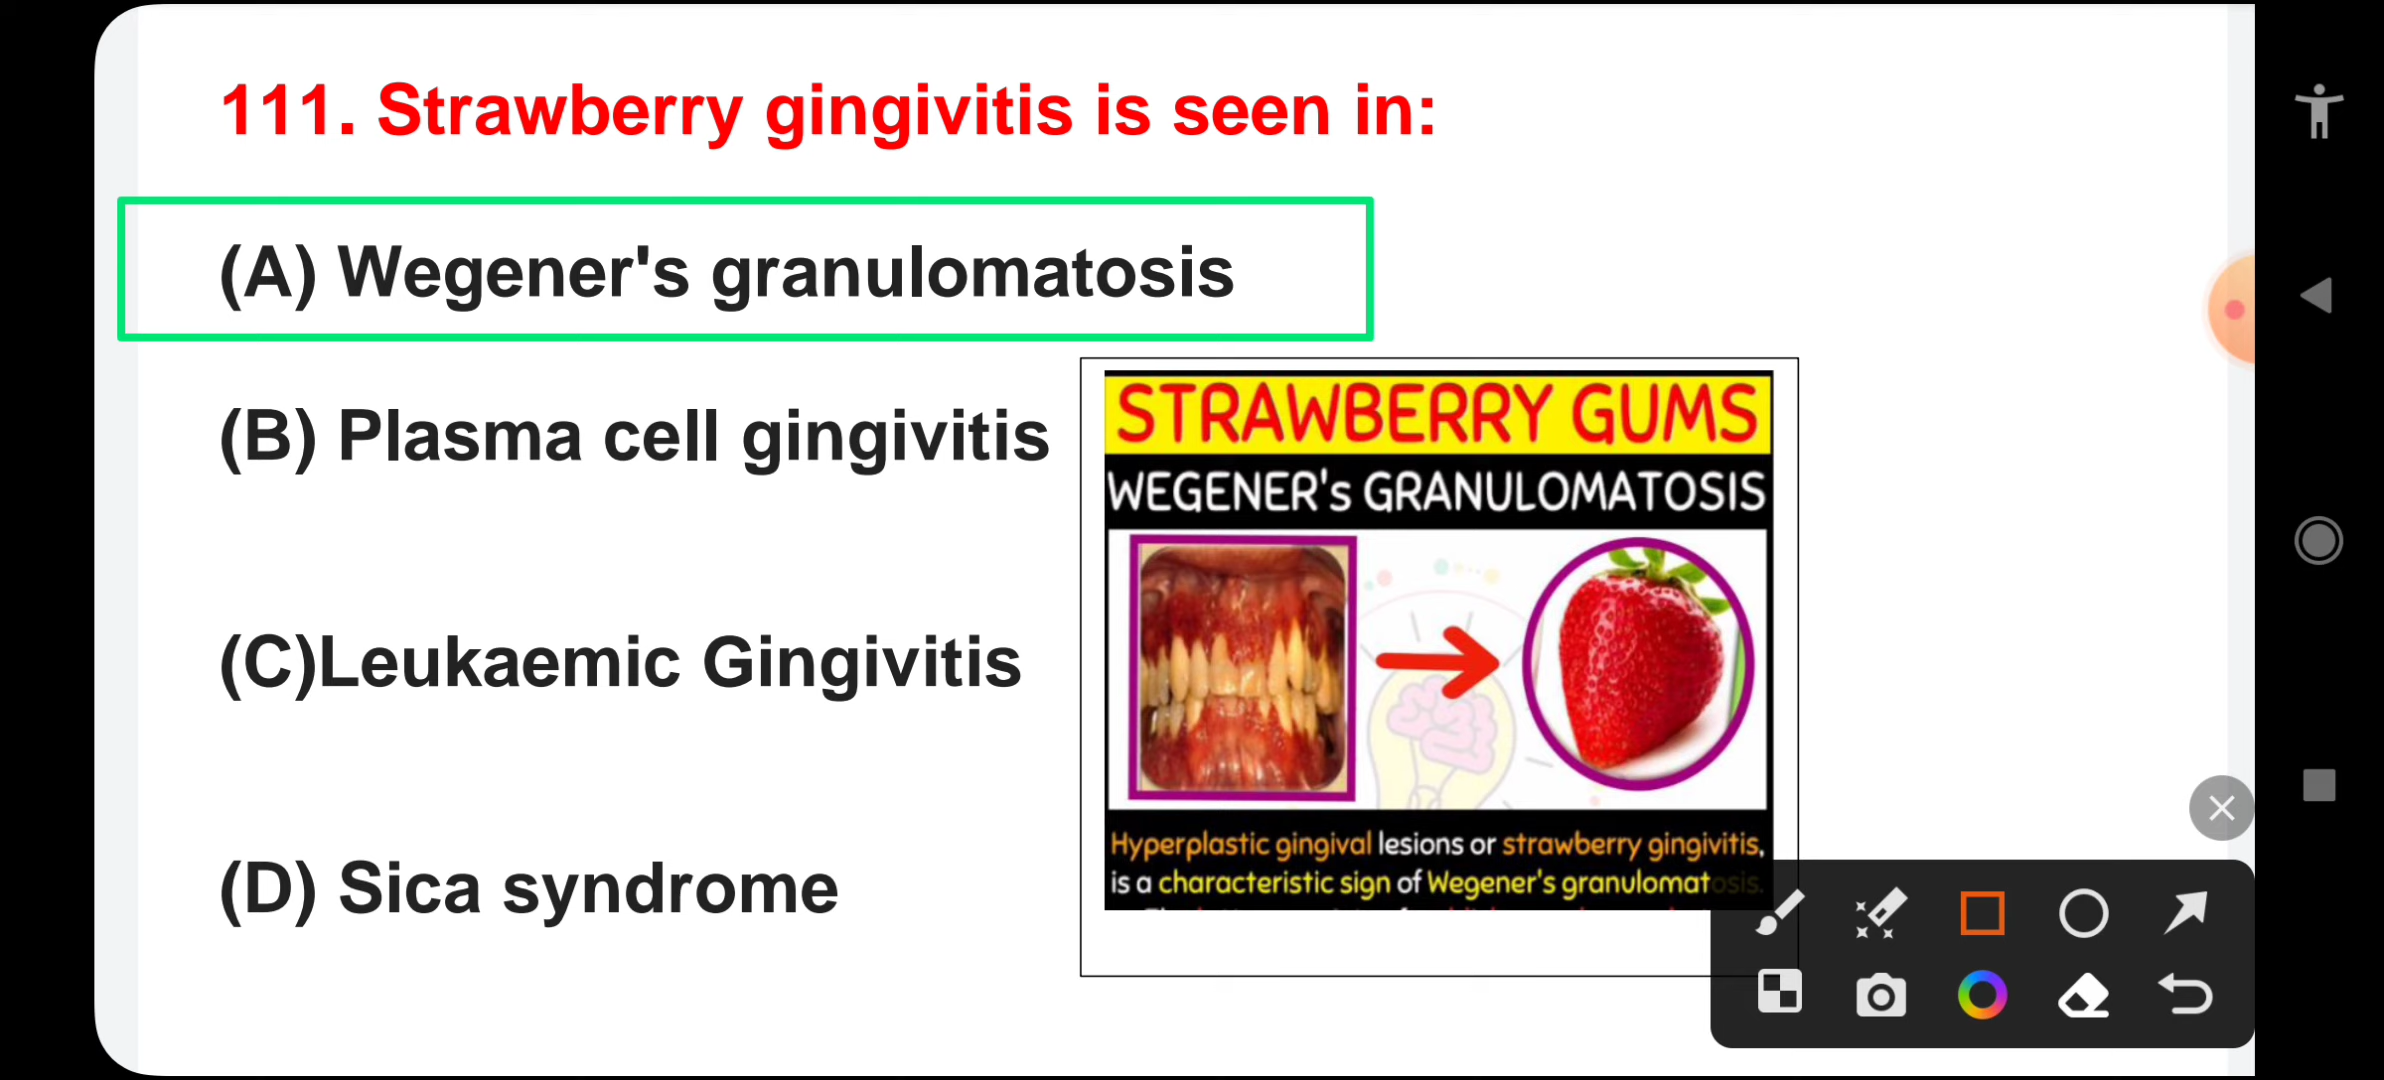 111. Strawberry gingivitis is seen in:
(A) Wegener's granulomatosis
(B) Plasma cell gingivitis
(C)Leukaemic Gingivitis
(D) Sica syndrome
STRAWBERRY GUMS
WEGENER's GRANULOMATOSIS
Hyperplastic gingival lesions or strawberry gingivitis,
is a characteristic sign of Wegener's granulomatosis.